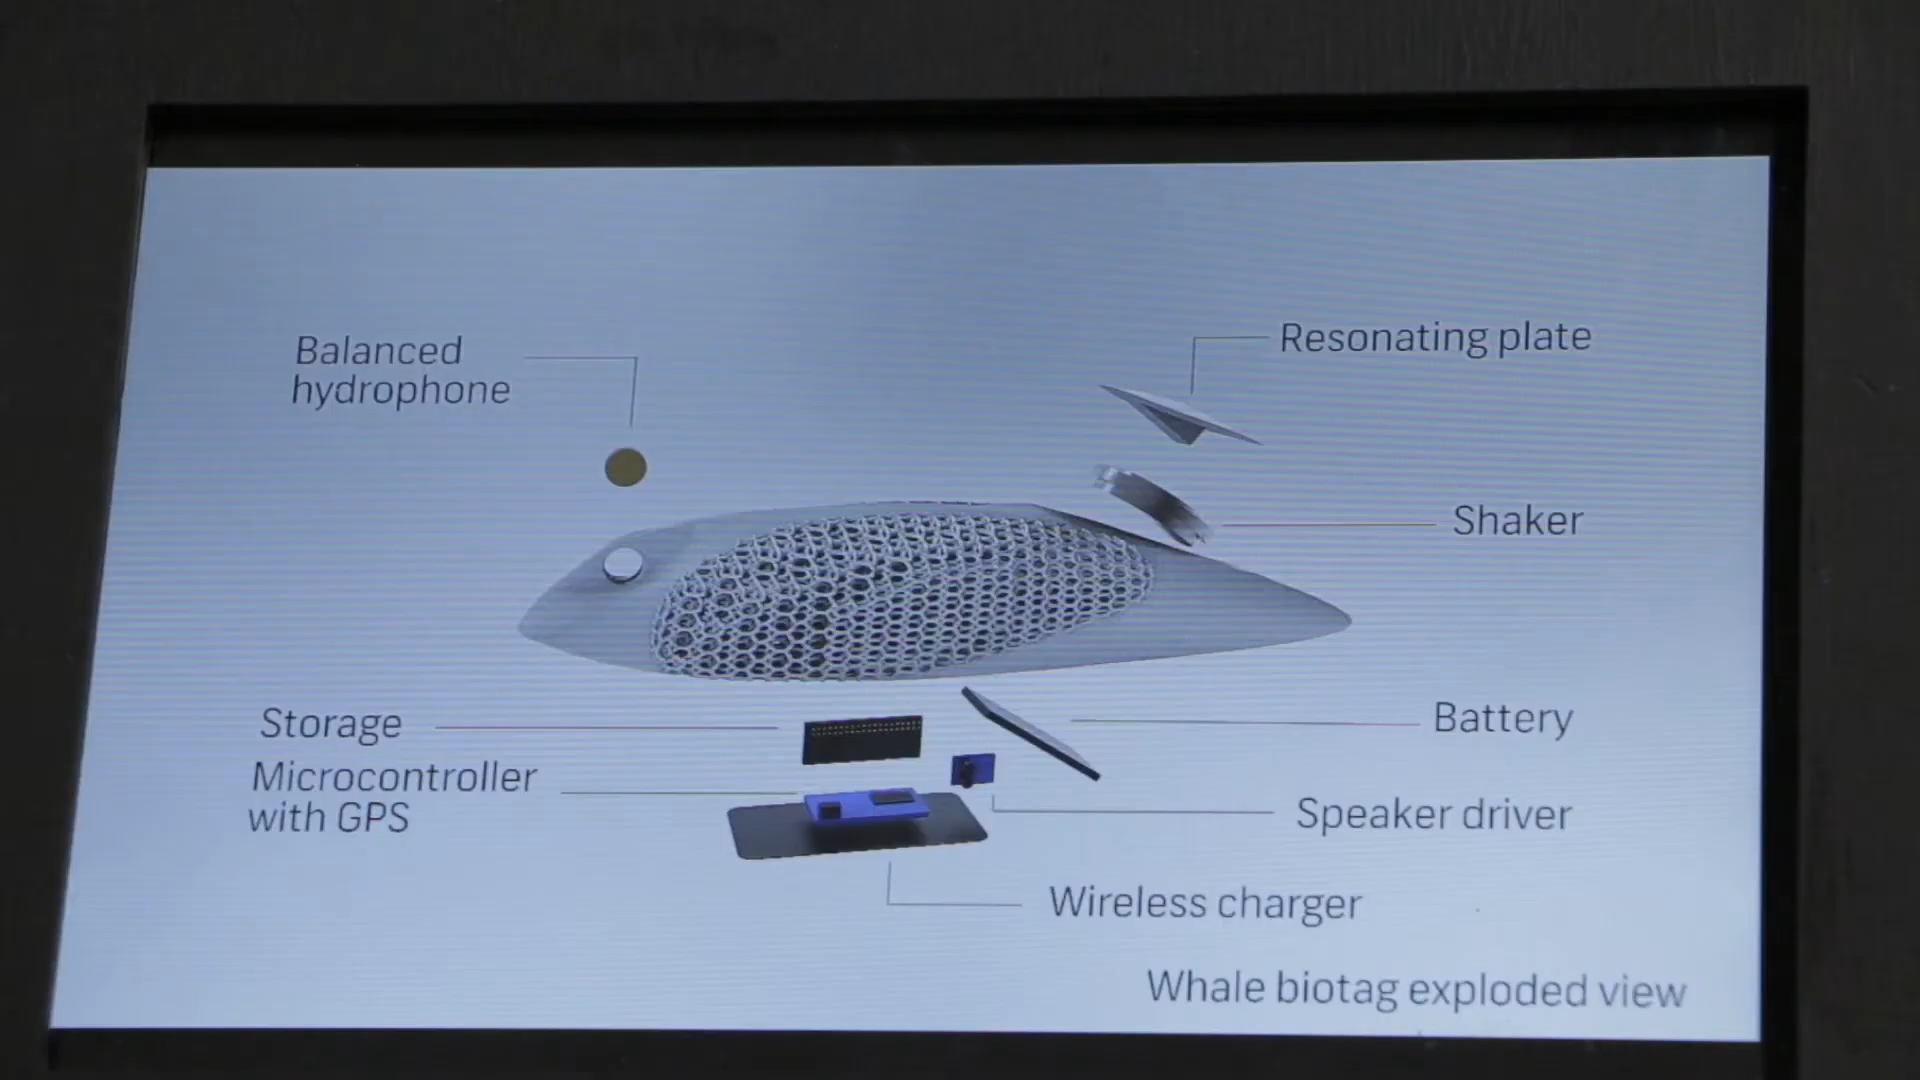 Balanced
hydrophone
Resonating plate
Shaker
Storage
Battery
Microcontroller
with GPS
Speaker driver
Wireless charger
Whale biotag exploded view